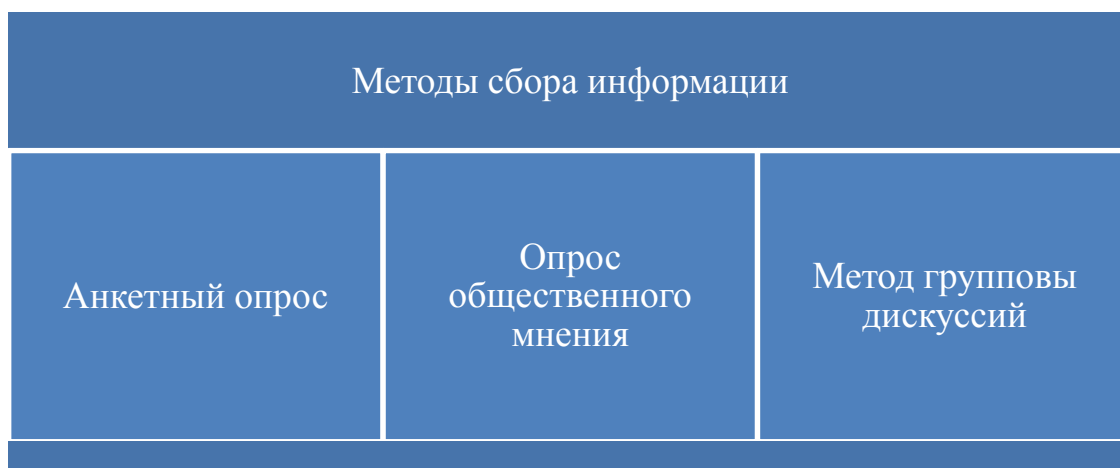 Методы сбора информации
Анкетный опрос
Опрос
общественного
мнения
Метод групповы
дискуссий